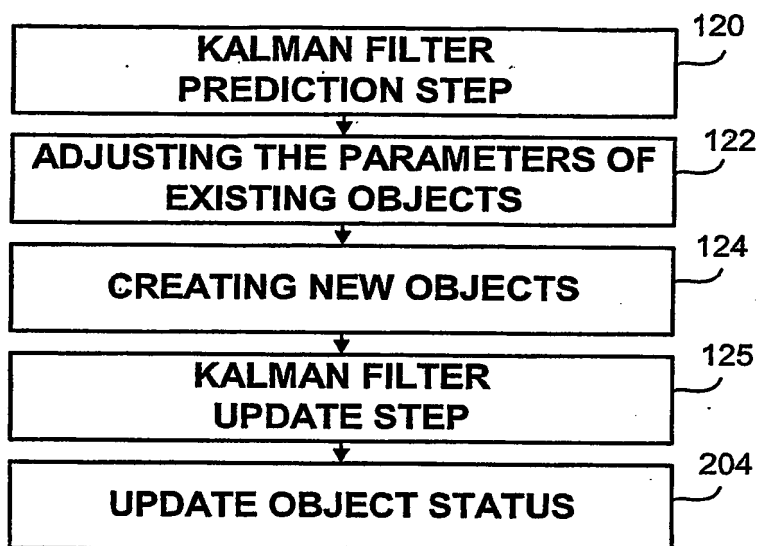 KALMAN FILTER
PREDICTION STEP
120
ADJUSTING THE PARAMETERS OF
EXISTING OBJECTS
122
CREATING NEW OBJECTS
124
KALMAN FILTER
UPDATE STEP
125
UPDATE OBJECT STATUS
204